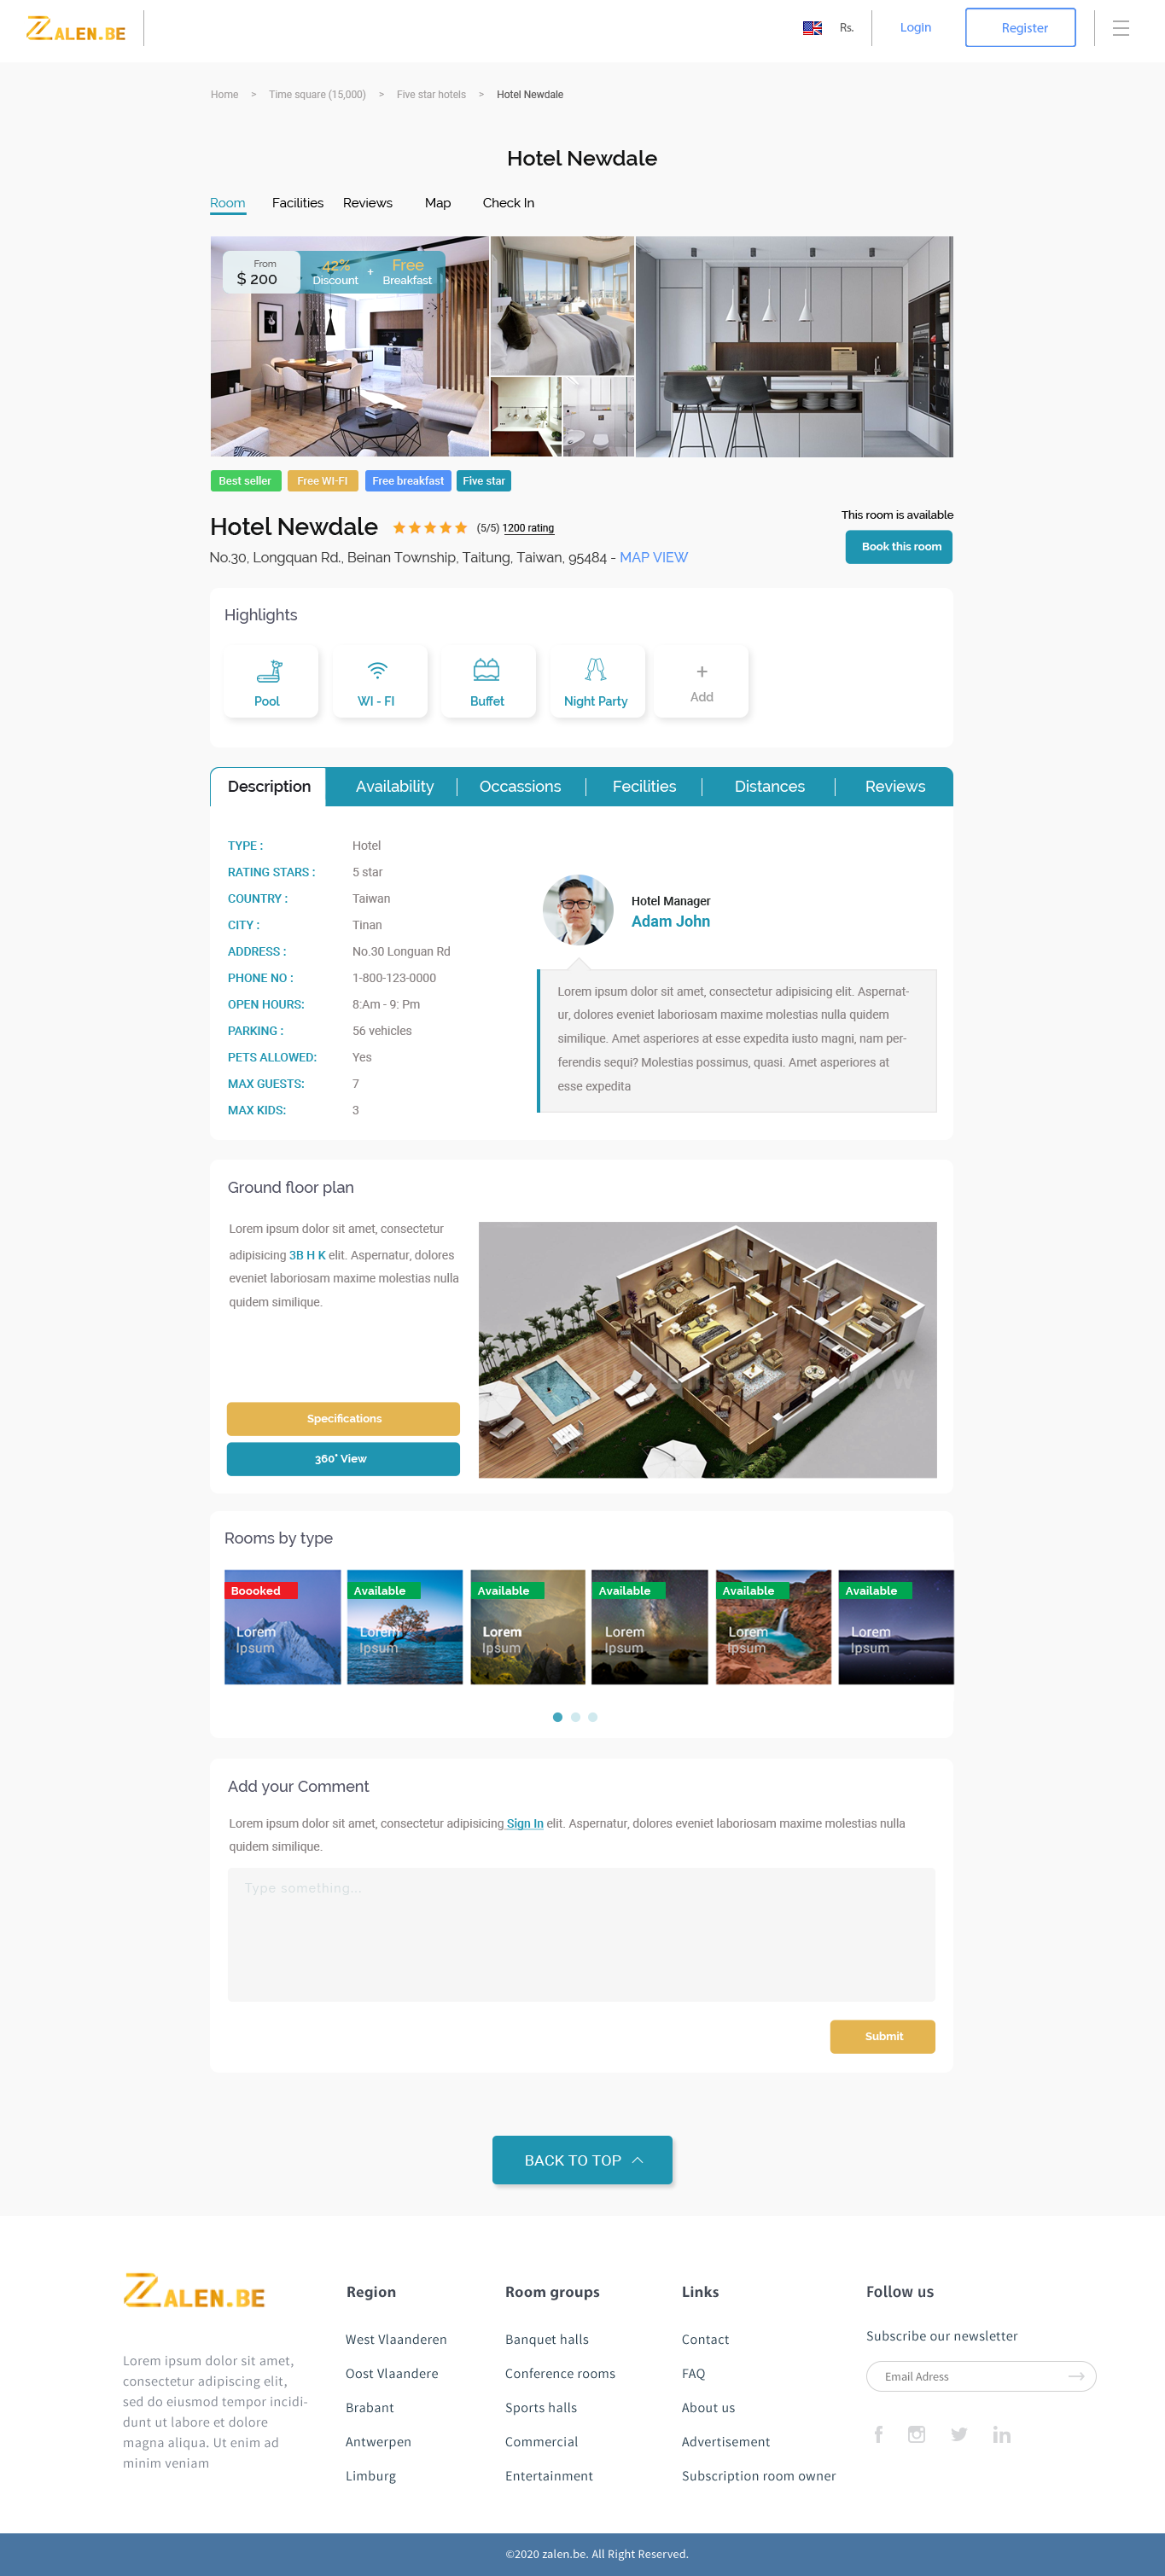 ZALEN.BE
Rs.
Login
Register
Home > Time square (15,000) > Five star hotels > Hotel Newdale
Hotel Newdale
Room Facilities Reviews Map Check In
From
$ 200
42%
Discount
+
Free
Breakfast
Best seller Free WI-FI Free breakfast Five star
This room is available
Hotel Newdale (5/5) 1200 rating
Book this room
No.30, Longquan Rd., Beinan Township, Taitung, Taiwan, 95484 - MAP VIEW
Highlights
Pool WI - FI Buffet Night Party + Add
Description Availability Occassions Fecilities Distances Reviews
TYPE : Hotel
RATING STARS : 5 star
COUNTRY : Taiwan
CITY : Tinan
ADDRESS : No.30 Longuan Rd
PHONE NO : 1-800-123-0000
OPEN HOURS: 8:Am - 9: Pm
PARKING : 56 vehicles
PETS ALLOWED: Yes
MAX GUESTS: 7
MAX KIDS: 3
Hotel Manager
Adam John
Lorem ipsum dolor sit amet, consectetur adipisicing elit. Aspernat-
ur, dolores eveniet laboriosam maxime molestias nulla quidem
similique. Amet asperiores at esse expedita iusto magni, nam per-
ferendis sequi? Molestias possimus, quasi. Amet asperiores at
esse expedita
Ground floor plan
Lorem ipsum dolor sit amet, consectetur
adipisicing 3B H K elit. Aspernatur, dolores
eveniet laboriosam maxime molestias nulla
quidem similique.
Specifications
360° View
Rooms by type
Boooked Available Available Available Available Available
Lorem Lorem Lorem Lorem Lorem Lorem
Ipsum Ipsum Ipsum Ipsum Ipsum Ipsum
Add your Comment
Lorem ipsum dolor sit amet, consectetur adipisicing Sign In elit. Aspernatur, dolores eveniet laboriosam maxime molestias nulla
quidem similique.
Type something...
Submit
BACK TO TOP
ZALEN.BE
Lorem ipsum dolor sit amet,
consectetur adipiscing elit,
sed do eiusmod tempor incidi-
dunt ut labore et dolore
magna aliqua. Ut enim ad
minim veniam
Region
West Vlaanderen
Oost Vlaandere
Brabant
Antwerpen
Limburg
Room groups
Banquet halls
Conference rooms
Sports halls
Commercial
Entertainment
Links
Contact
FAQ
About us
Advertisement
Subscription room owner
Follow us
Subscribe our newsletter
Email Adress
©2020 zalen.be. All Right Reserved.